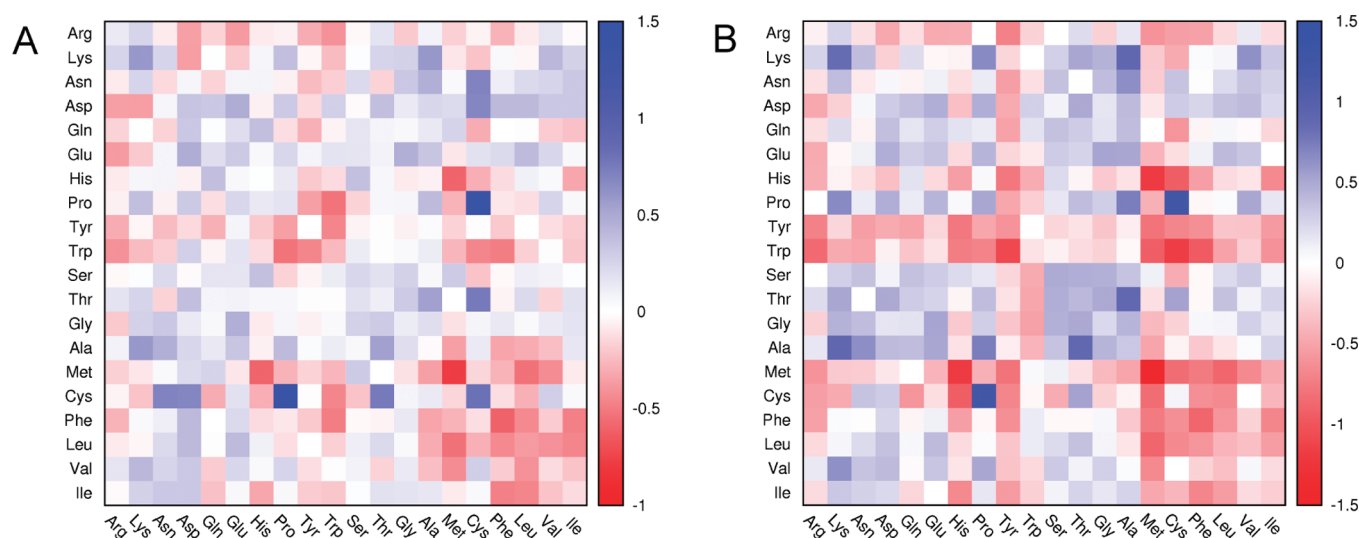 A
Arg
Lys
Asn
Asp
Gln
Glu
His
Pro
Tyr
Trp
Ser
Thr
Gly
Ala
Met
Cys
Phe
Leu
Val
Ile
Arg Lys Asn Asp Gln Glu His Pro Tyr Trp Ser Thr Gly Ala Met Cys Phe Leu Val Ile
1.5
1
0.5
0
-0.5
-1
B
Arg
Lys
Asn
Asp
Gln
Glu
His
Pro
Tyr
Trp
Ser
Thr
Gly
Ala
Met
Cys
Phe
Leu
Val
Ile
Arg Lys Asn Asp Gln Glu His Pro Tyr Trp Ser Thr Gly Ala Met Cys Phe Leu Val Ile
1.5
1
0.5
0
-0.5
-1
-1.5